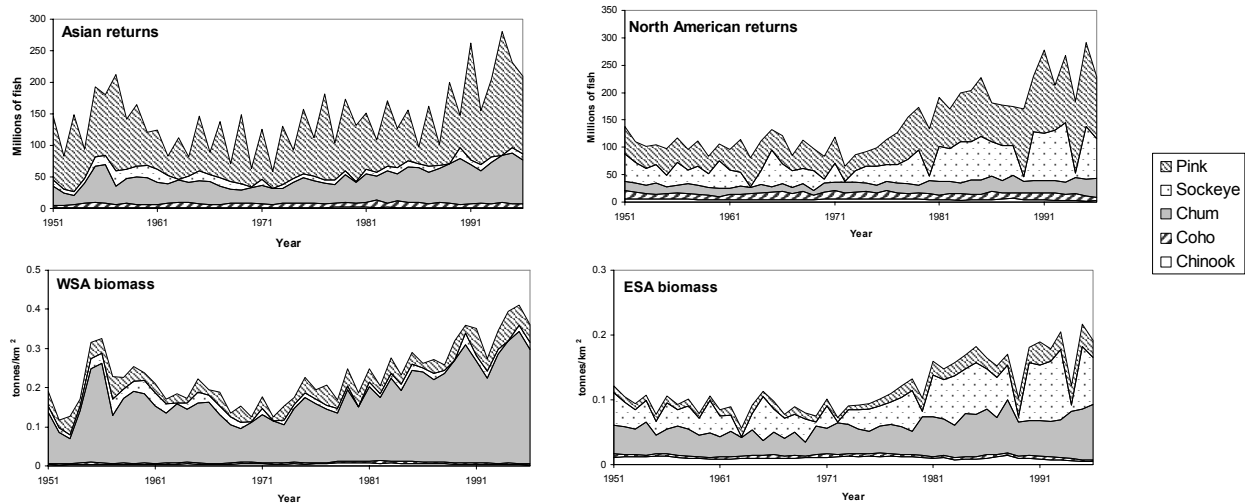 Asian returns
Millions of fish
300
250
200
150
100
50
0
1951 1961 1971 1981 1991
Year
North American returns
Millions of fish
350
300
250
200
150
100
50
0
1951 1961 1971 1981 1991
Year
Pink
Sockeye
Chum
Coho
Chinook
WSA biomass
tonnes/km 2
0.5
0.4
0.3
0.2
0.1
0
1951 1961 1971 1981 1991
Year
ESA biomass
tonnes/km 2
0.3
0.2
0.1
0
1951 1961 1971 1981 1991
Year